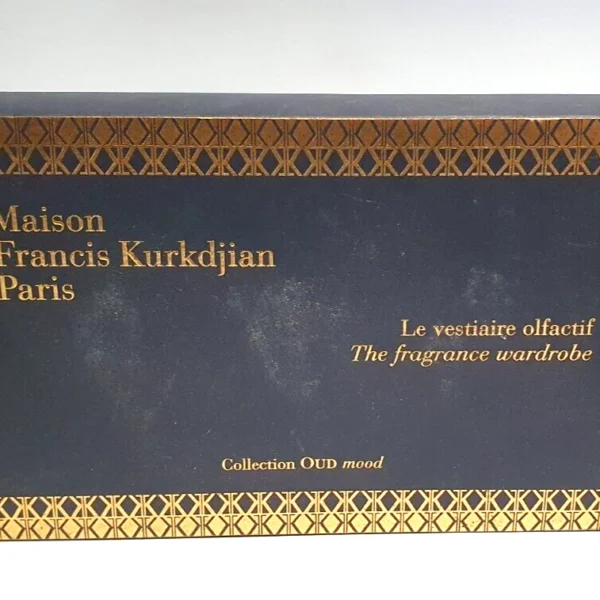 Maison
Francis Kurkdjian
Paris
Le vestiaire olfactif
The fragrance wardrobe
Collection OUD mood